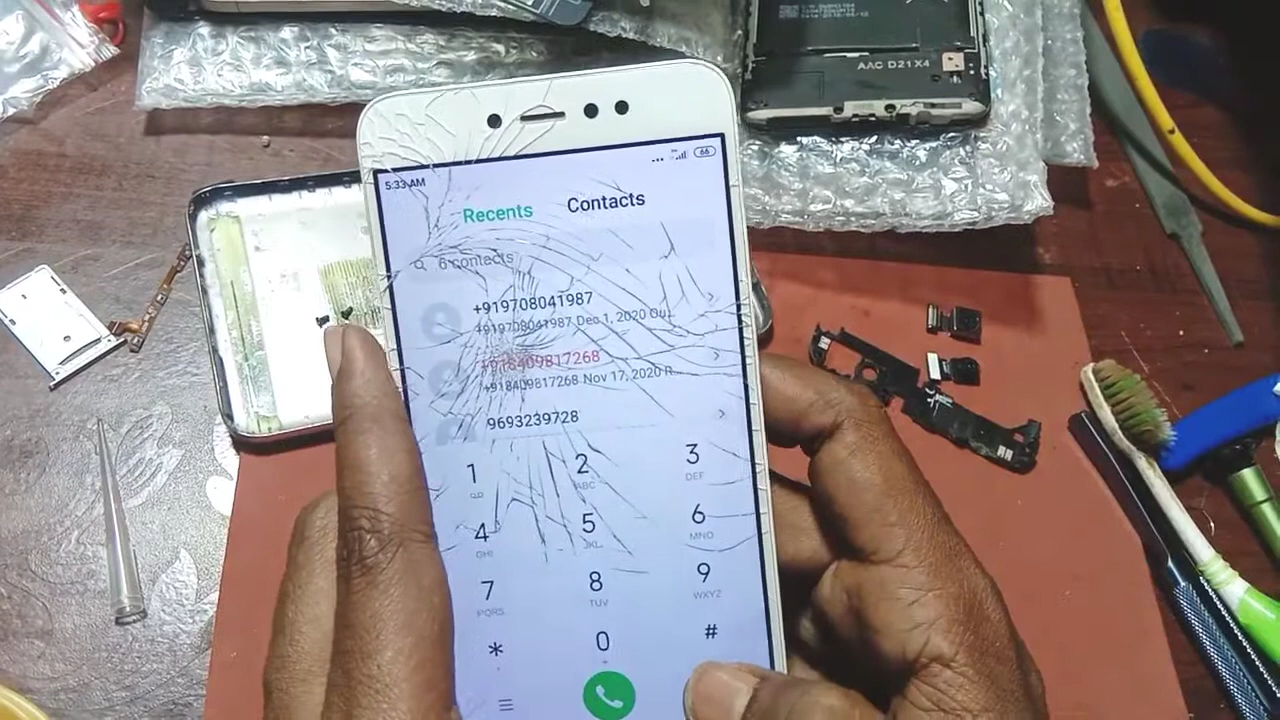 AAC D21X4
66
5:33 AM
Recents Contacts
6 contacts
+919708041987
+919708041987 Dec 1, 2020 Ou...
+918409817268
+918409817268 Nov 17, 2020 R...
9693239728
1 2 3
ABC DEF
4 5 6
GHI JKL MNO
7 8 9
PQRS TUV WXYZ
* 0 #
+